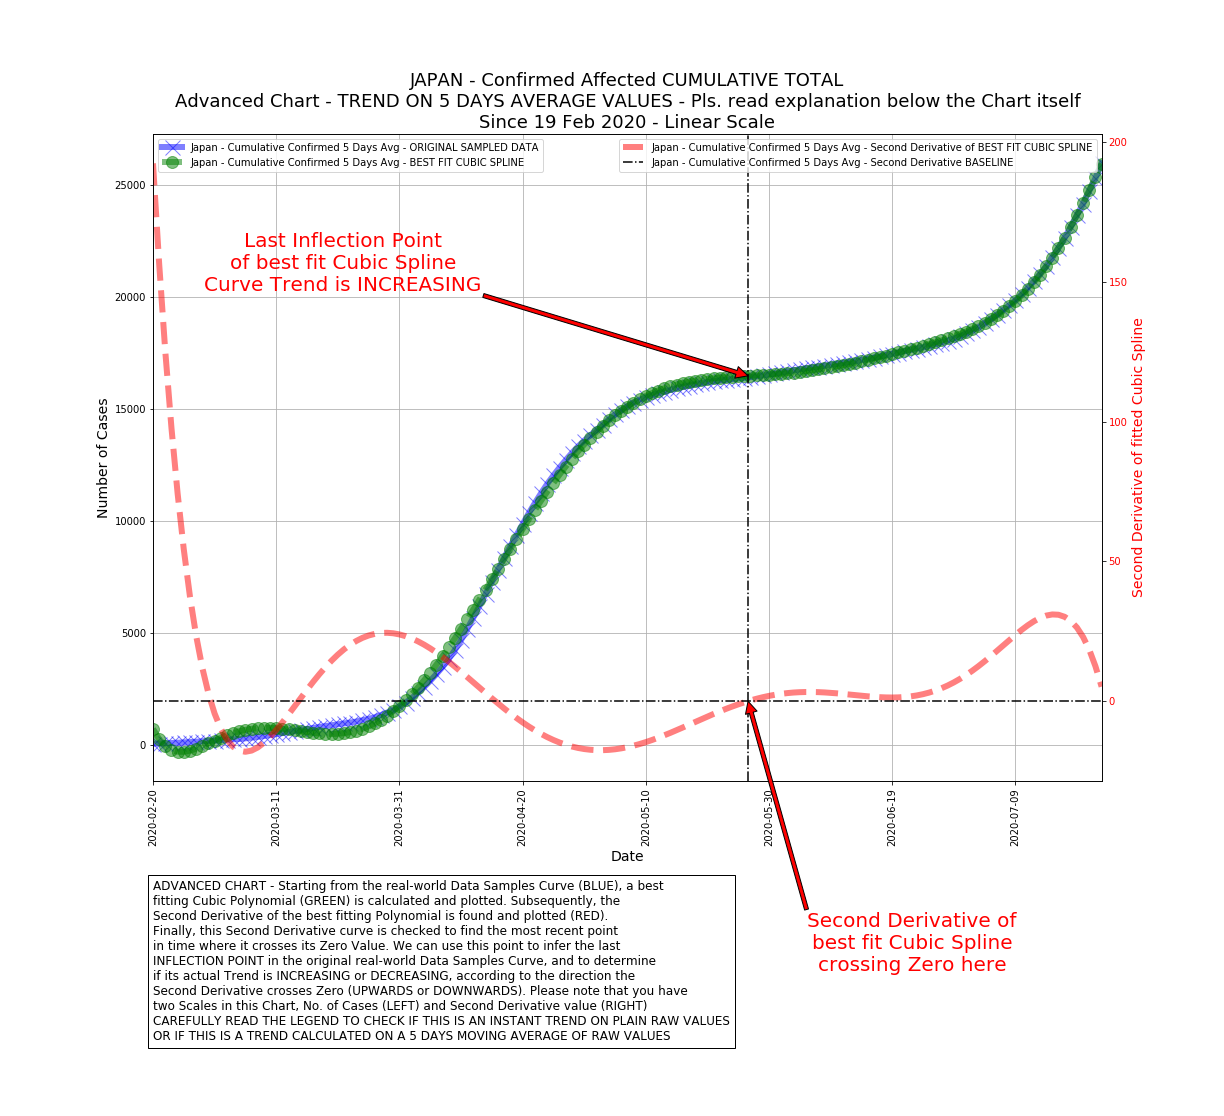 JAPAN - Confirmed Affected CUMULATIVE TOTAL
Advanced Chart - TREND ON 5 DAYS AVERAGE VALUES - Pls. read explanation below the Chart itself
Since 19 Feb 2020 - Linear Scale
Japan - Cumulative Confirmed 5 Days Avg - ORIGINAL SAMPLED DATA
Japan - Cumulative Confirmed 5 Days Avg - BEST FIT CUBIC SPLINE
Japan - Cumulative Confirmed 5 Days Avg - Second Derivative of BEST FIT CUBIC SPLINE
Japan - Cumulative Confirmed 5 Days Avg - Second Derivative BASELINE
Last Inflection Point
of best fit Cubic Spline
Curve Trend is INCREASING
Number of Cases
25000
20000
15000
10000
5000
0
200
150
100
50
0
Second Derivative of fitted Cubic Spline
2020-02-20
2020-03-11
2020-03-31
2020-04-20
2020-05-10
2020-05-30
2020-06-19
2020-07-09
Date
Second Derivative of
best fit Cubic Spline
crossing Zero here
ADVANCED CHART - Starting from the real-world Data Samples Curve (BLUE), a best
fitting Cubic Polynomial (GREEN) is calculated and plotted. Subsequently, the
Second Derivative of the best fitting Polynomial is found and plotted (RED).
Finally, this Second Derivative curve is checked to find the most recent point
in time where it crosses its Zero Value. We can use this point to infer the last
INFLECTION POINT in the original real-world Data Samples Curve, and to determine
if its actual Trend is INCREASING or DECREASING, according to the direction the
Second Derivative crosses Zero (UPWARDS or DOWNWARDS). Please note that you have
two Scales in this Chart, No. of Cases (LEFT) and Second Derivative value (RIGHT)
CAREFULLY READ THE LEGEND TO CHECK IF THIS IS AN INSTANT TREND ON PLAIN RAW VALUES
OR IF THIS IS A TREND CALCULATED ON A 5 DAYS MOVING AVERAGE OF RAW VALUES